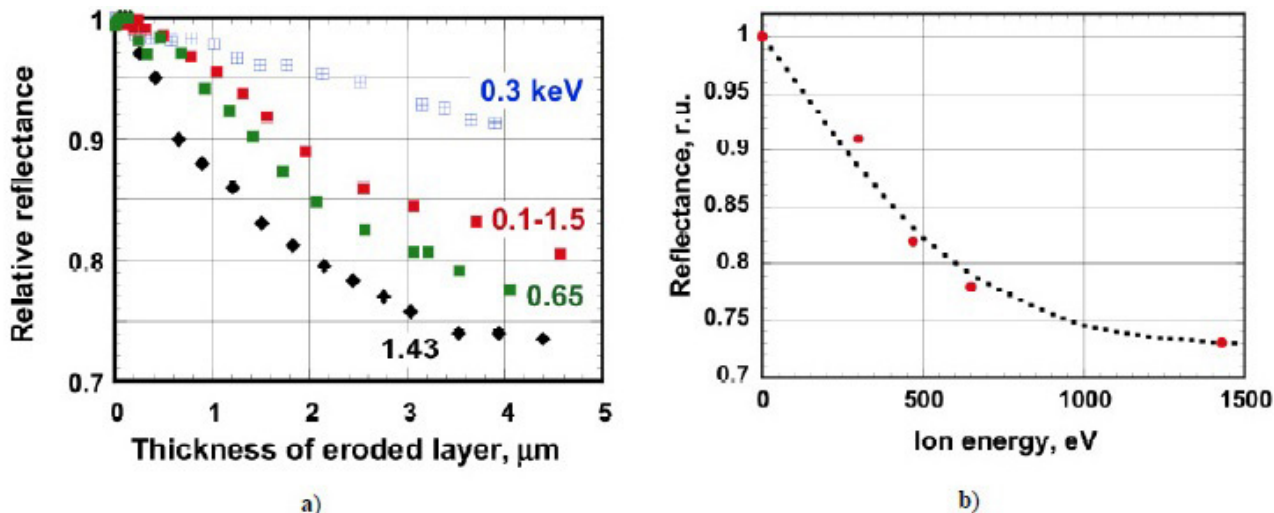 Relative reflectance
1
0.9
0.8
0.7
0.3 keV
0.1-1.5
0.65
1.43
0 1 2 3 4 5
Thickness of eroded layer, μm
a)
Reflectance, r.u.
1
0.95
0.9
0.85
0.8
0.75
0.7
0 500 1000 1500
Ion energy, eV
b)